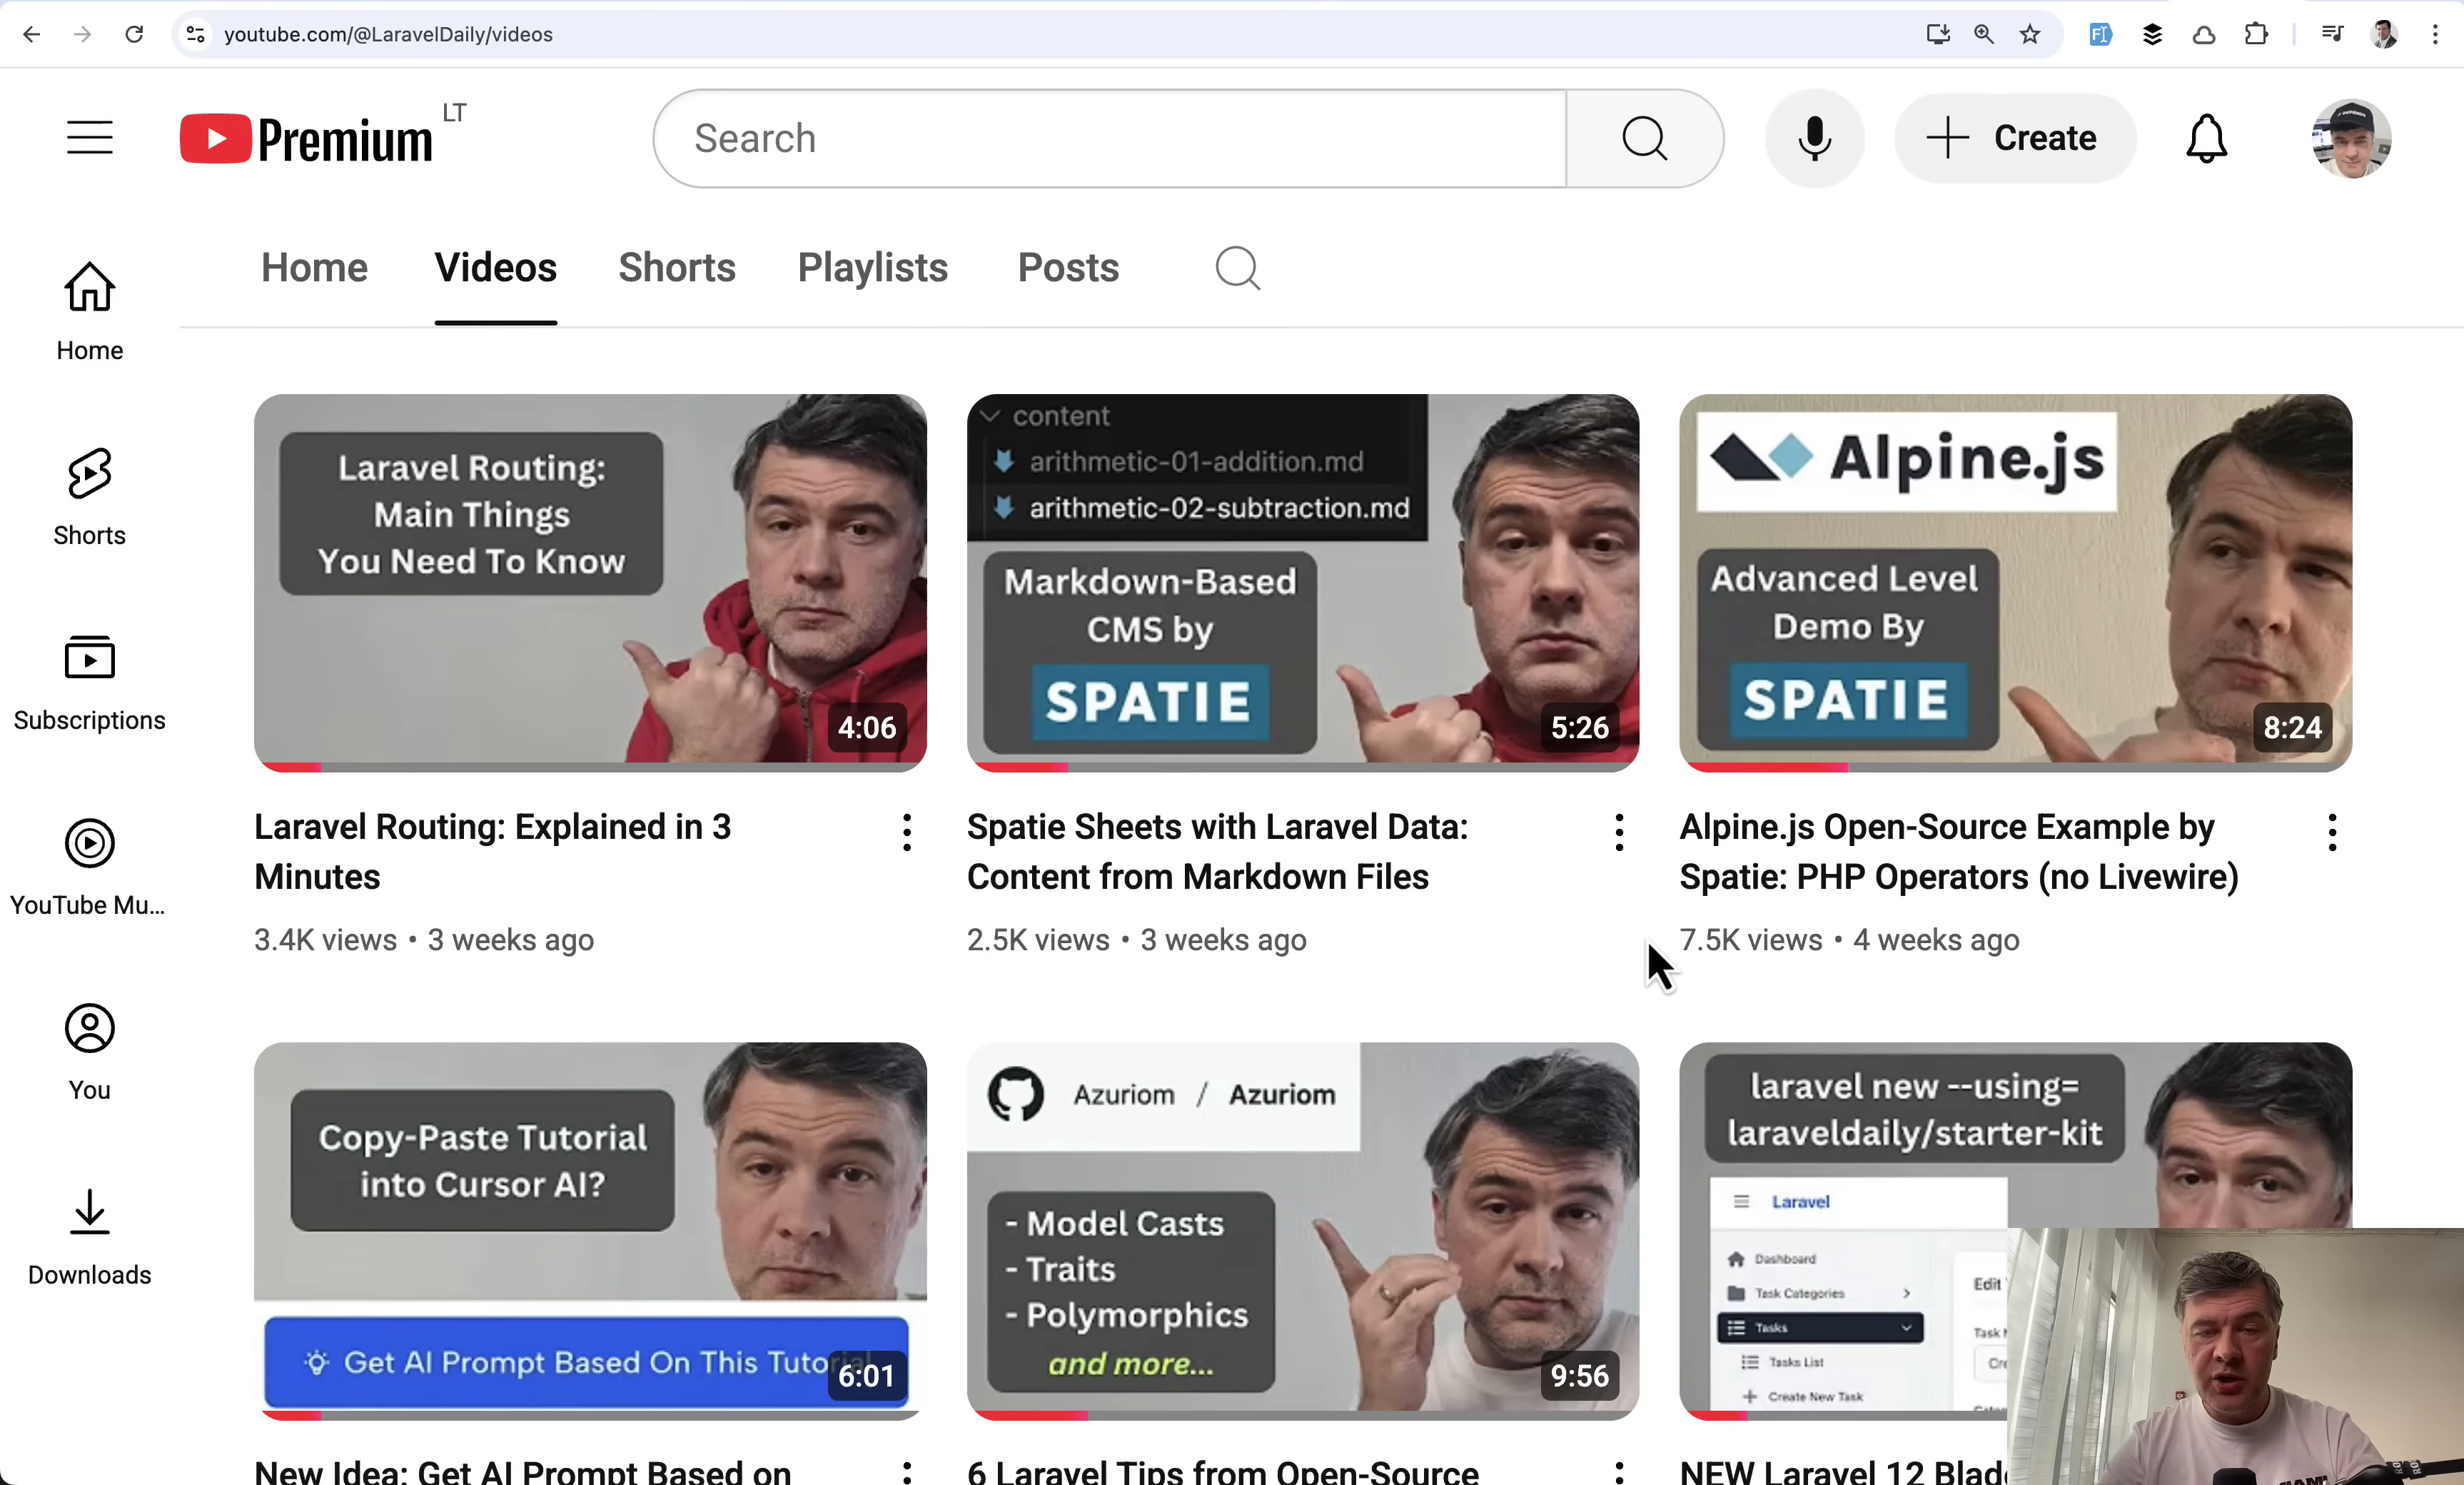 youtube.com/@LaravelDaily/videos
Premium LT
Search
Create
Home
Videos
Shorts
Playlists
Posts
Home
Shorts
Subscriptions
YouTube Mu...
You
Downloads
Laravel Routing:
Main Things
You Need To Know
4:06
Laravel Routing: Explained in 3
Minutes
3.4K views • 3 weeks ago
content
arithmetic-01-addition.md
arithmetic-02-subtraction.md
Markdown-Based
CMS by
SPATIE
5:26
Spatie Sheets with Laravel Data:
Content from Markdown Files
2.5K views • 3 weeks ago
Alpine.js
Advanced Level
Demo By
SPATIE
8:24
Alpine.js Open-Source Example by
Spatie: PHP Operators (no Livewire)
7.5K views • 4 weeks ago
Copy-Paste Tutorial
into Cursor AI?
Get AI Prompt Based On This
6:01
New Idea: Get AI Prompt Based on
Azuriom / Azuriom
- Model Casts
- Traits
- Polymorphics
and more...
9:56
6 Laravel Tips from Open-Source
laravel new --using=
laraveldaily/starter-kit
Laravel
Dashboard
Task Categories
Tasks
Tasks List
Create New Task
Edit
Task
NEW Laravel 12